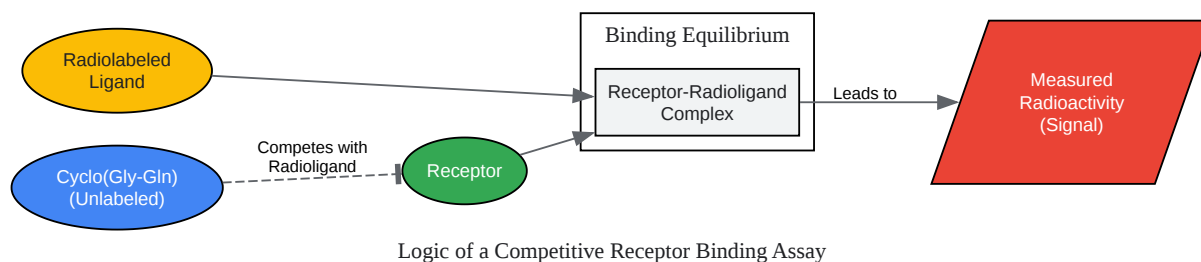 Radiolabeled
Ligand
Cyclo(Gly-Gln)
(Unlabeled)
Competes with
Radioligand
Receptor
Binding Equilibrium
Receptor-Radioligand
Complex
Leads to
Measured
Radioactivity
(Signal)
Logic of a Competitive Receptor Binding Assay